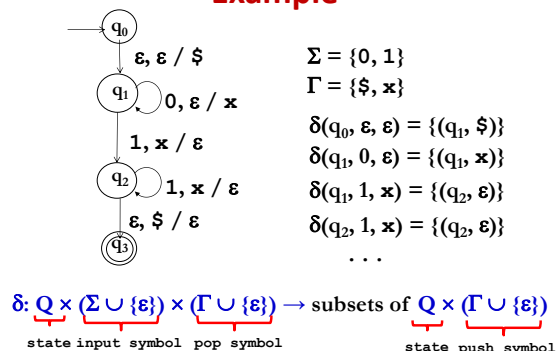 Example
q₀
ε, ε / $
Σ = {0, 1}
Γ = {$, x}
q₁
0, ε / x
δ(q₀, ε, ε) = {(q₁, $)}
δ(q₁, 0, ε) = {(q₁, x)}
1, x / ε
δ(q₁, 1, x) = {(q₂, ε)}
q₂
1, x / ε
δ(q₂, 1, x) = {(q₂, ε)}
ε, $ / ε
. . .
q₃
δ: Q × (Σ ∪ {ε}) × (Γ ∪ {ε}) → subsets of Q × (Γ ∪ {ε})
state input symbol pop symbol state push symbol